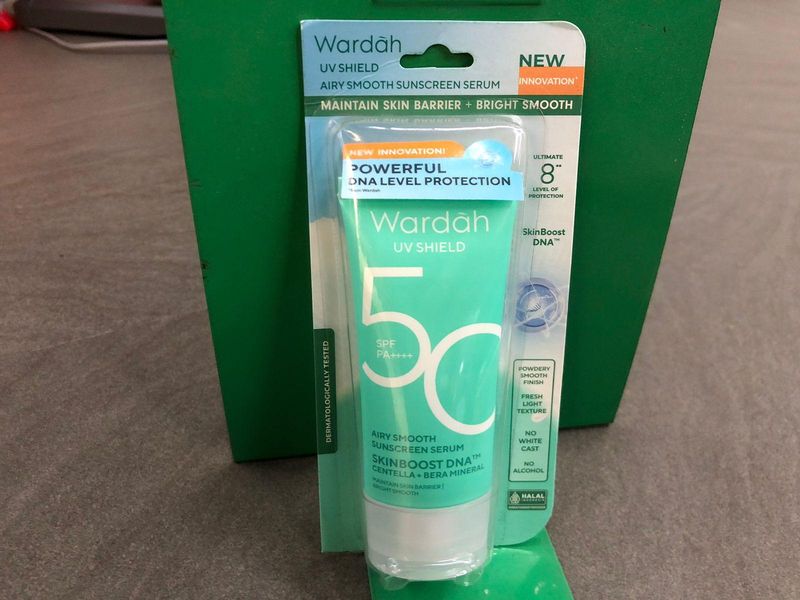 Wardah
UV SHIELD
AIRY SMOOTH SUNSCREEN SERUM
NEW
INNOVATION*
MAINTAIN SKIN BARRIER + BRIGHT SMOOTH
NEW INNOVATION!
POWERFUL
DNA LEVEL PROTECTION
Wardah
UV SHIELD
50
SPF
PA++++
AIRY SMOOTH
SUNSCREEN SERUM
SKINBOOST DNA™
CENTELLA + BERA MINERAL
MAINTAIN SKIN BARRIER |
BRIGHT SMOOTH
DERMATOLOGICALLY TESTED
ULTIMATE
8**
LEVEL OF
PROTECTION
SkinBoost
DNA™
POWDERY
SMOOTH
FINISH
FRESH
LIGHT
TEXTURE
NO
WHITE
CAST
NO
ALCOHOL
HALAL
INDONESIA